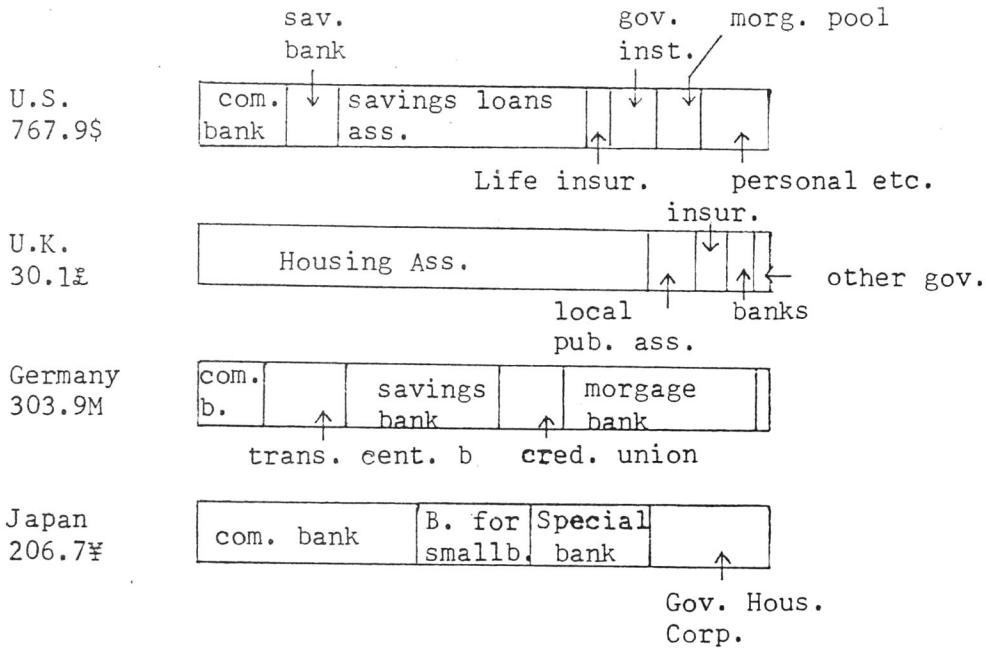 sav.
bank
gov.
inst.
morg. pool
U.S.
767.9$
com.
bank
savings loans
ass.
Life insur.
personal etc.
U.K.
30.1£
Housing Ass.
insur.
other gov.
local
pub. ass.
banks
Germany
303.9M
com.
b.
savings
bank
morgage
bank
trans. cent. b
cred. union
Japan
206.7¥
com. bank
B. for
smallb.
Special
bank
Gov. Hous.
Corp.